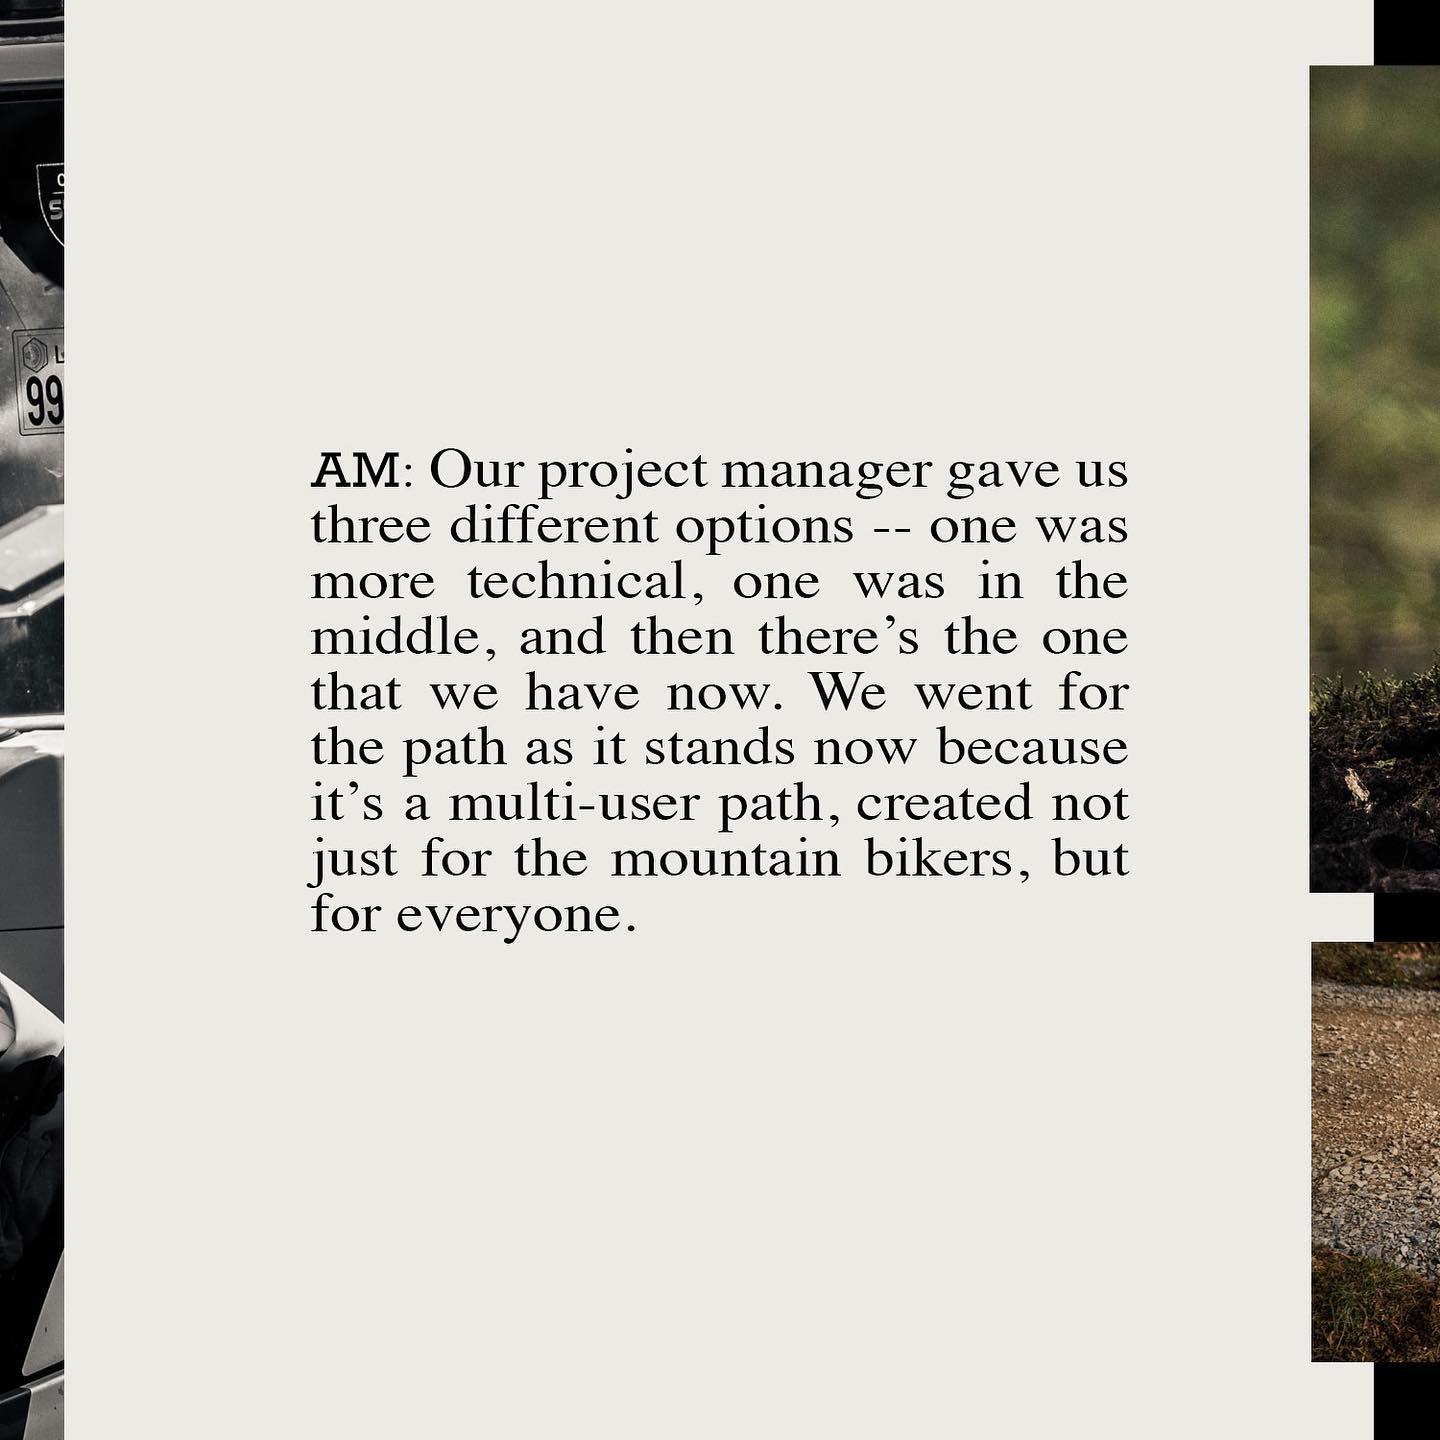 AM: Our project manager gave us
three different options -- one was
more technical, one was in the
middle, and then there’s the one
that we have now. We went for
the path as it stands now because
it’s a multi-user path, created not
just for the mountain bikers, but
for everyone.
99